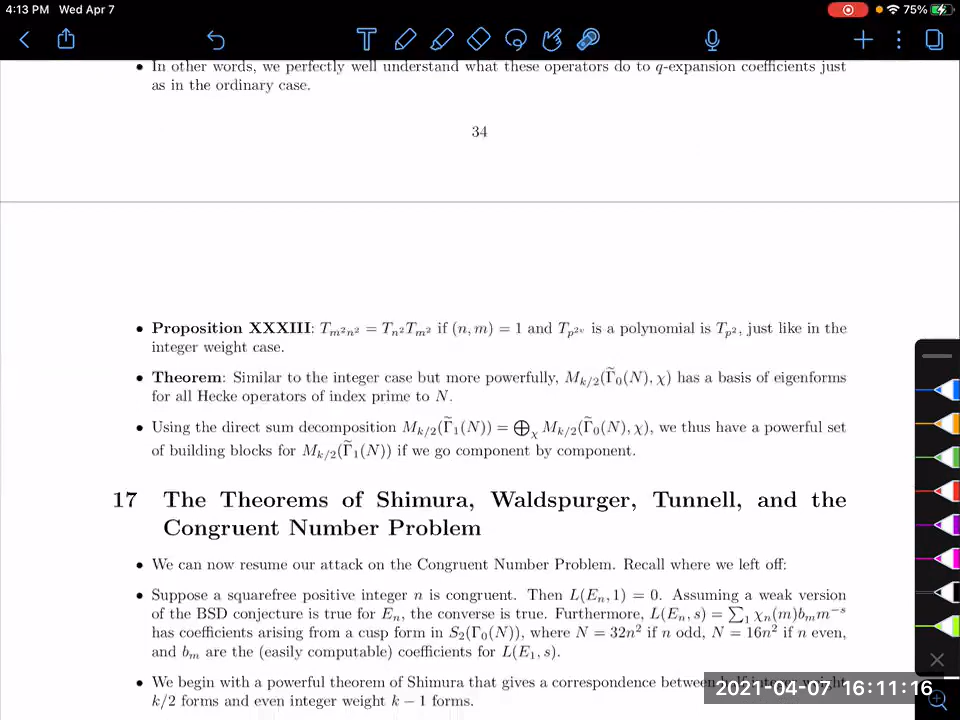 4:13 PM Wed Apr 7 75%
• In other words, we perfectly well understand what these operators do to q-expansion coefficients just
as in the ordinary case.
34
• Proposition XXXIII: T_{m²n²} = T_{n²}T_{m²} if (n, m) = 1 and T_{p^{2ν}} is a polynomial is T_{p²}, just like in the
integer weight case.
• Theorem: Similar to the integer case but more powerfully, M_{k/2}(Γ̃₀(N), χ) has a basis of eigenforms
for all Hecke operators of index prime to N.
• Using the direct sum decomposition M_{k/2}(Γ̃₁(N)) = ⊕_χ M_{k/2}(Γ̃₀(N), χ), we thus have a powerful set
of building blocks for M_{k/2}(Γ̃₁(N)) if we go component by component.
17 The Theorems of Shimura, Waldspurger, Tunnell, and the
Congruent Number Problem
• We can now resume our attack on the Congruent Number Problem. Recall where we left off:
• Suppose a squarefree positive integer n is congruent. Then L(Eₙ, 1) = 0. Assuming a weak version
of the BSD conjecture is true for Eₙ, the converse is true. Furthermore, L(Eₙ, s) = ∑₁ χₙ(m)bₘm⁻ˢ
has coefficients arising from a cusp form in S₂(Γ₀(N)), where N = 32n² if n odd, N = 16n² if n even,
and bₘ are the (easily computable) coefficients for L(E₁, s).
• We begin with a powerful theorem of Shimura that gives a correspondence between half integer weight
k/2 forms and even integer weight k − 1 forms.
2021-04-07 16:11:16